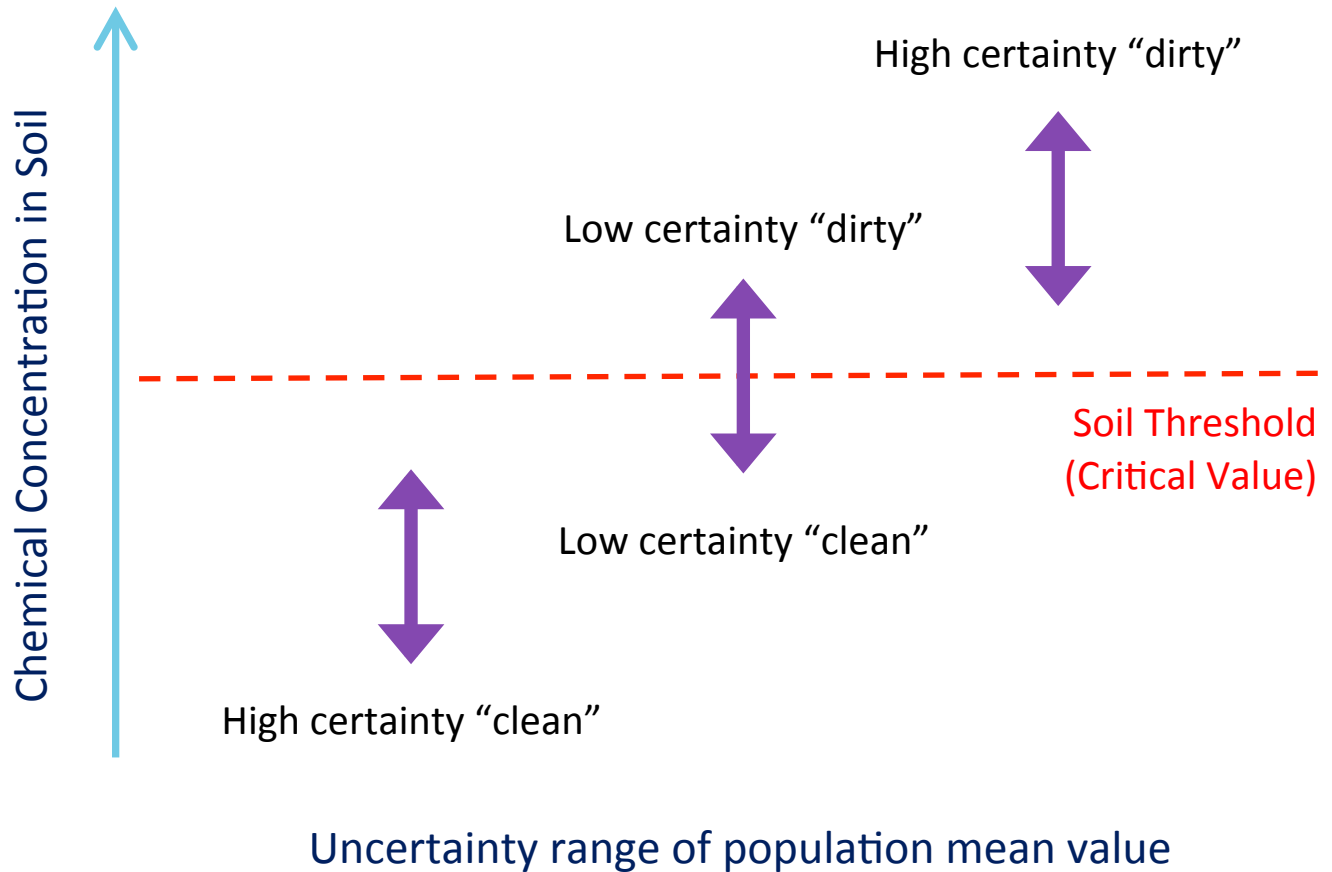 Chemical Concentration in Soil
High certainty “dirty”
Low certainty “dirty”
Soil Threshold
(Critical Value)
Low certainty “clean”
High certainty “clean”
Uncertainty range of population mean value